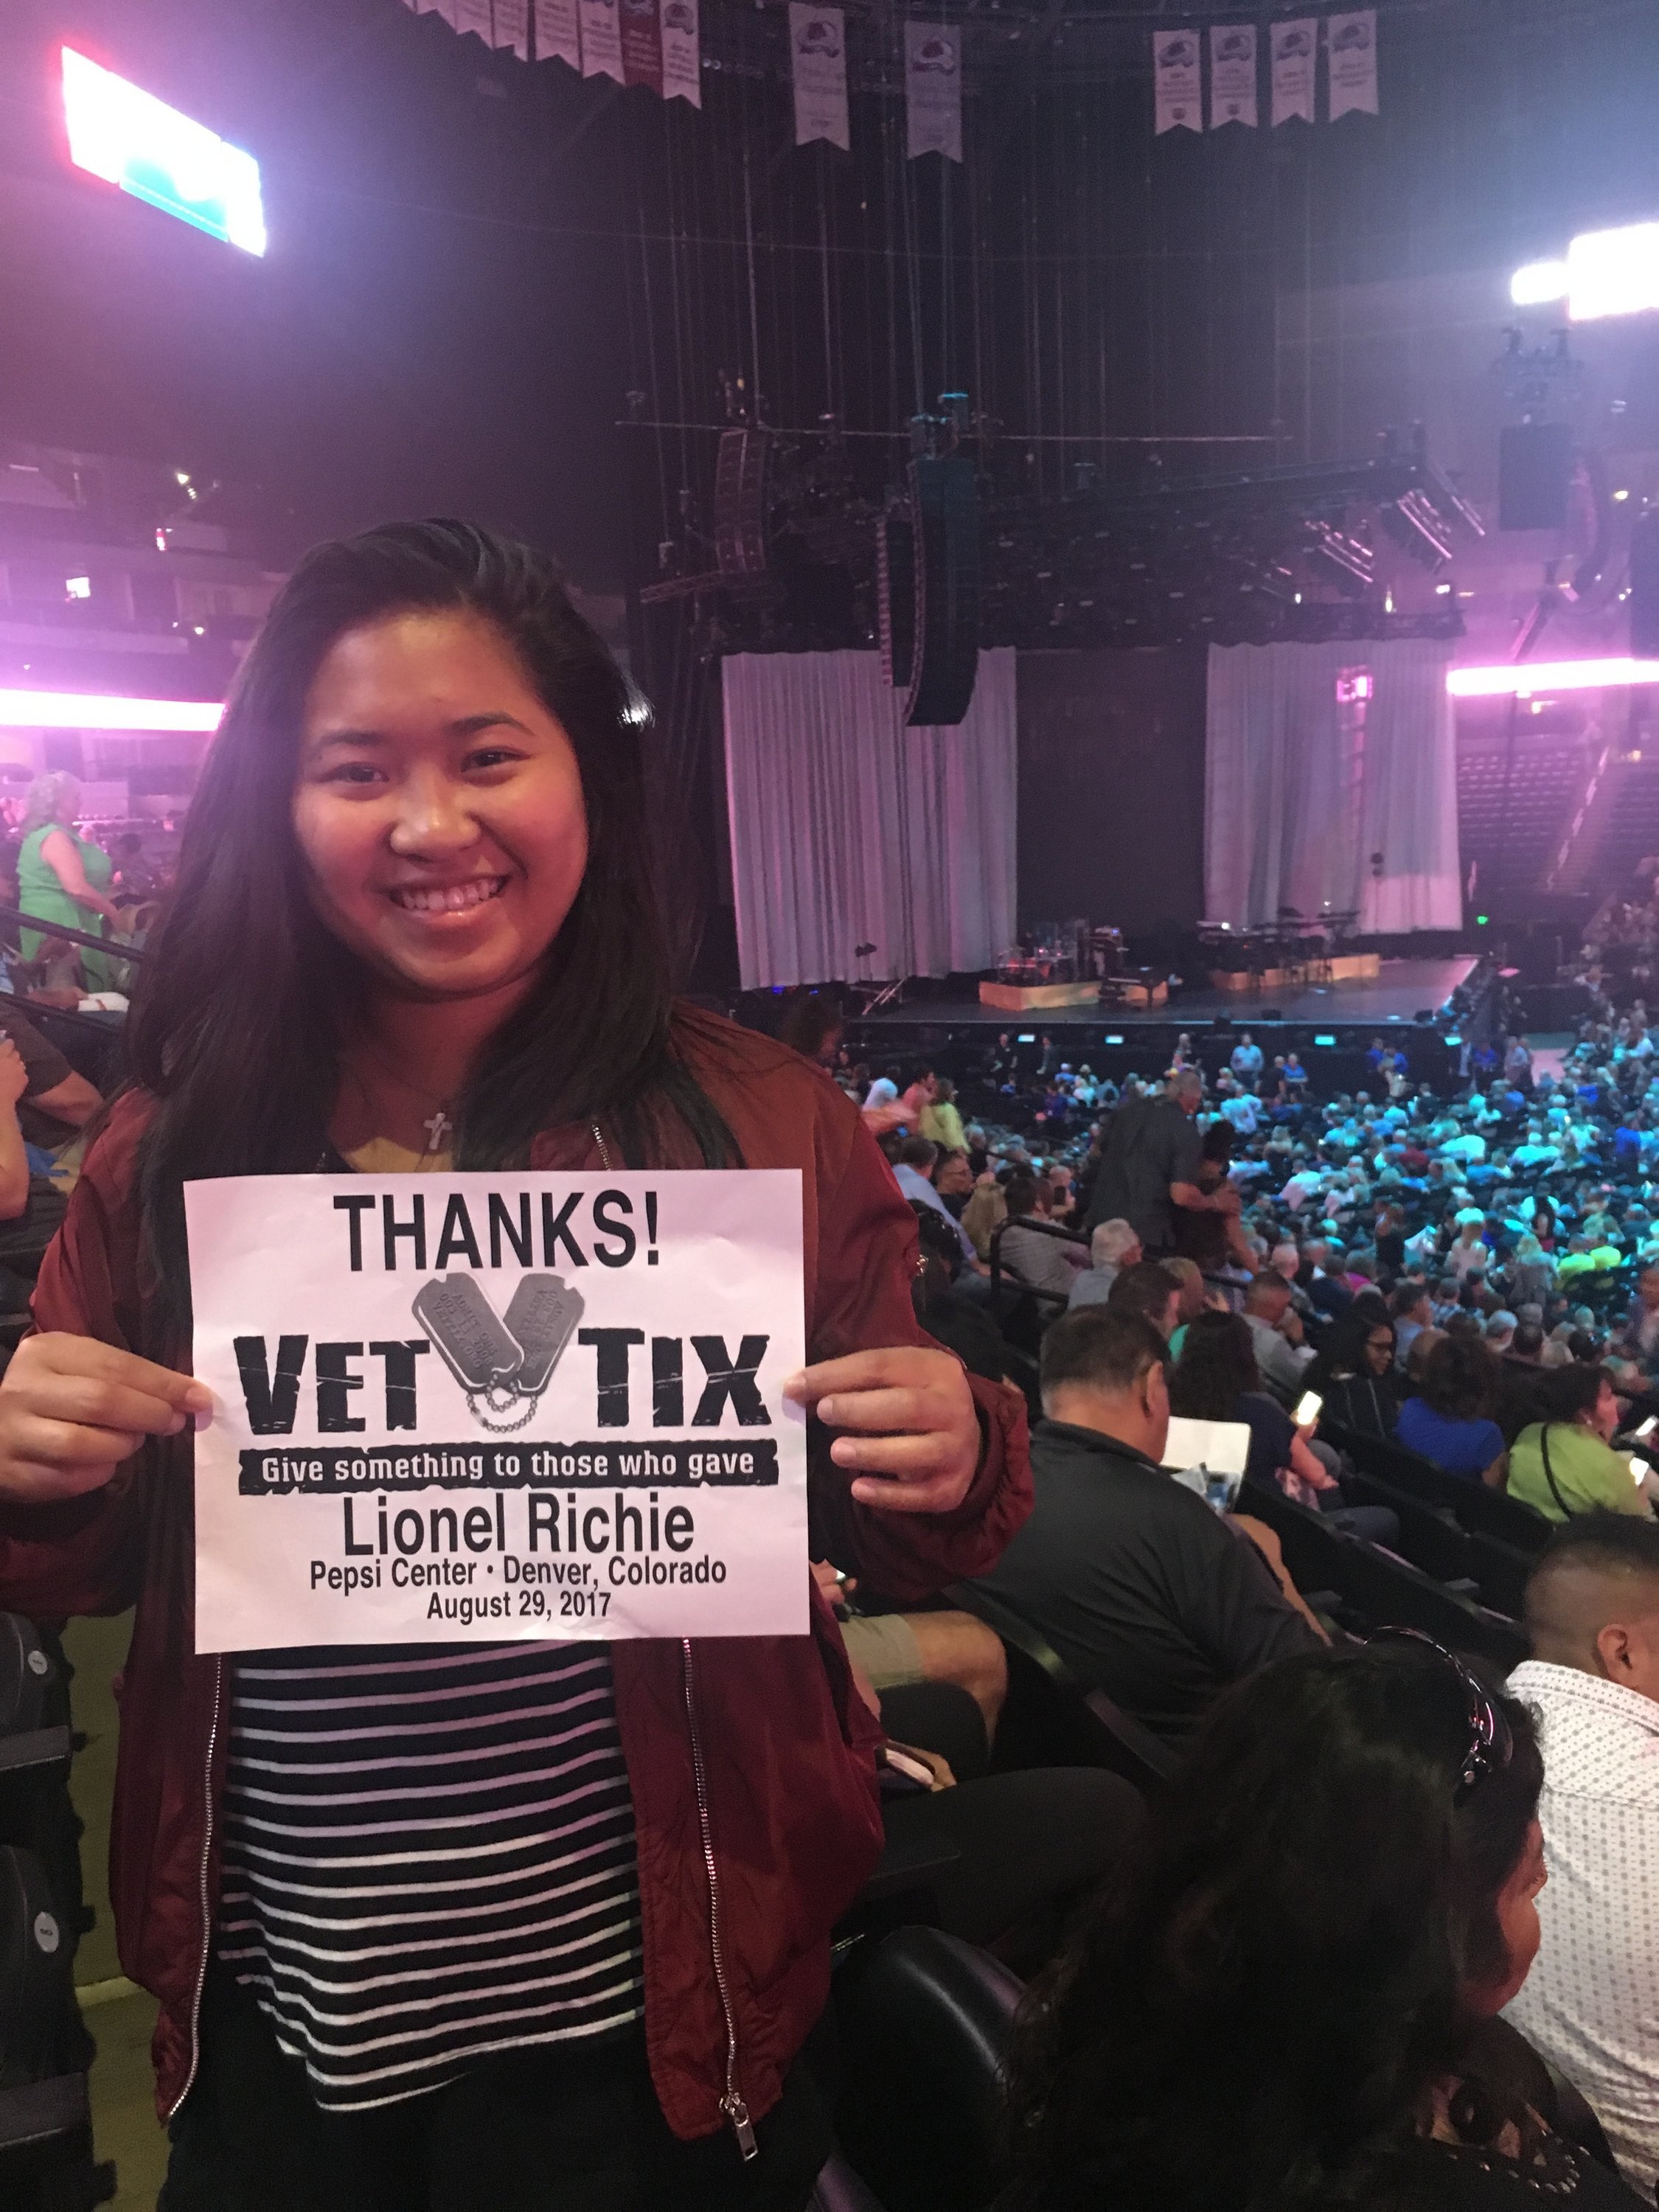 THANKS!
VET TIX
Give something to those who gave
Lionel Richie
Pepsi Center • Denver, Colorado
August 29, 2017